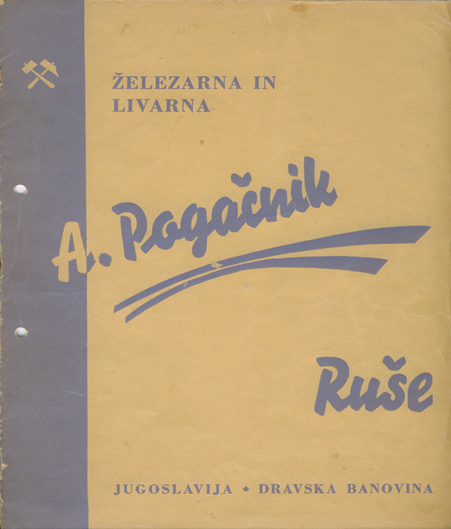 ŽELEZARNA IN
LIVARNA
A. Pogačnik
Ruše
JUGOSLAVIJA • DRAVSKA BANOVINA